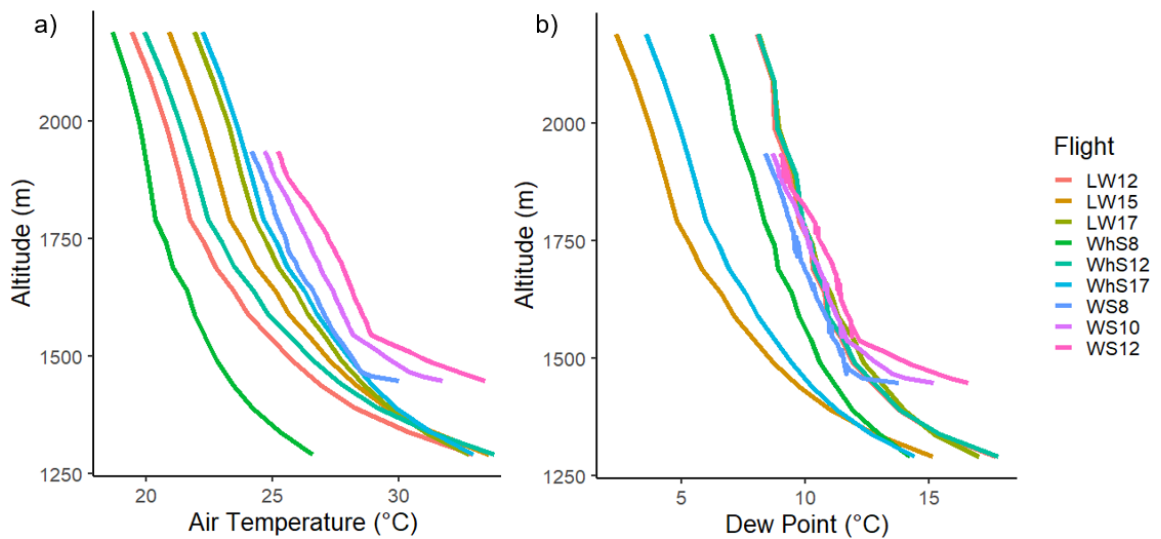 a)
Altitude (m)
2000
1750
1500
1250
20
25
30
Air Temperature (°C)
b)
Altitude (m)
2000
1750
1500
1250
5
10
15
Dew Point (°C)
Flight
LW12
LW15
LW17
WhS8
WhS12
WhS17
WS8
WS10
WS12